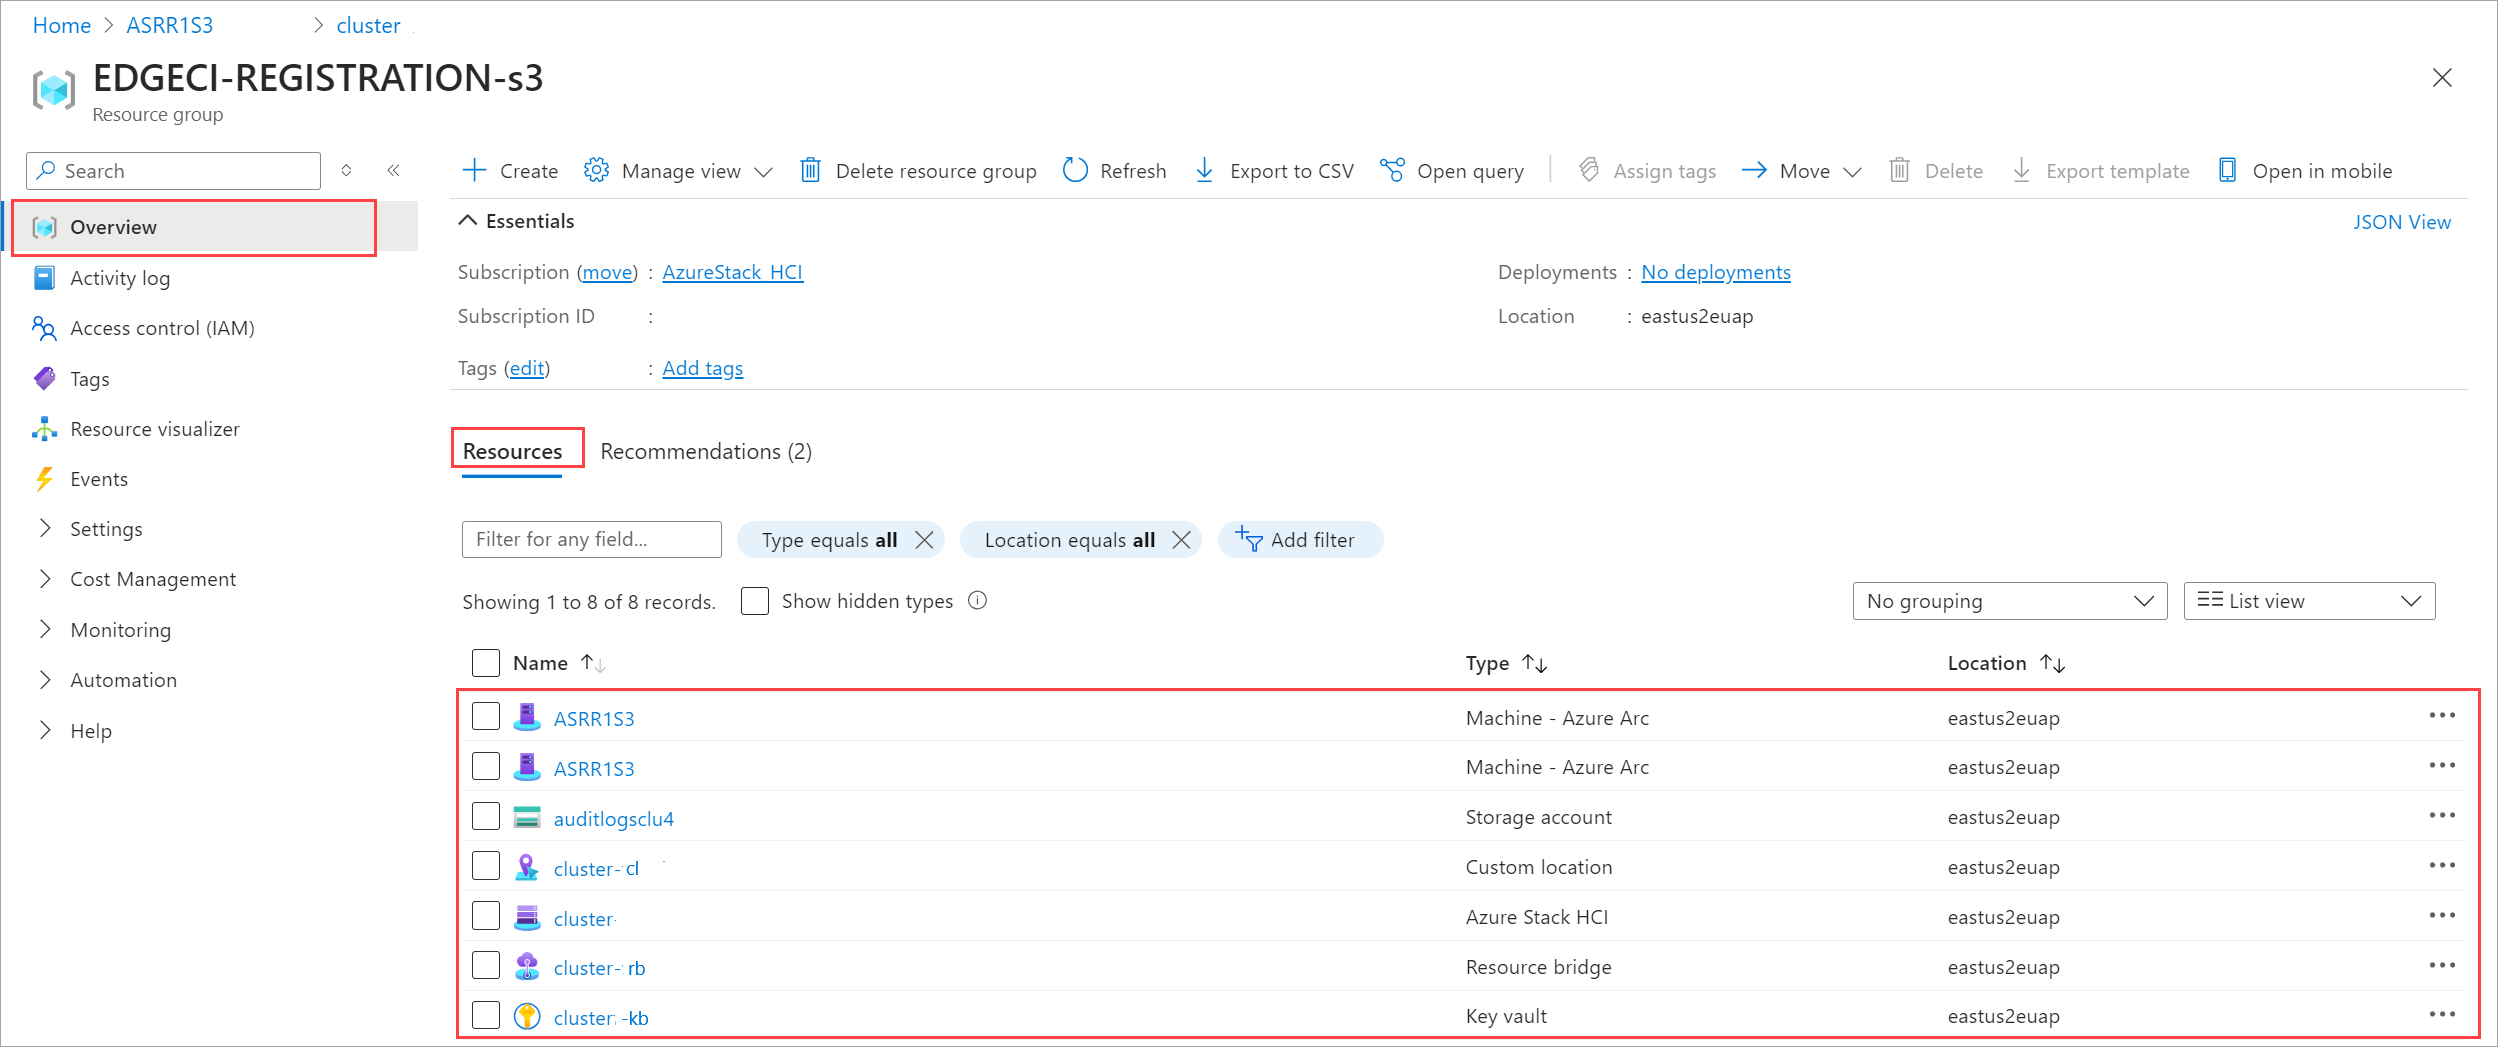 Home > ASRR1S3 > cluster
EDGECI-REGISTRATION-s3
Resource group
Search
Create Manage view Delete resource group Refresh Export to CSV Open query Assign tags Move Delete Export template Open in mobile
Overview
Activity log
Access control (IAM)
Tags
Resource visualizer
Events
Settings
Cost Management
Monitoring
Automation
Help
Essentials JSON View
Subscription (move) : AzureStack_HCI Deployments : No deployments
Subscription ID : Location : eastus2euap
Tags (edit) : Add tags
Resources Recommendations (2)
Filter for any field... Type equals all Location equals all Add filter
Showing 1 to 8 of 8 records. Show hidden types No grouping List view
Name Type Location
ASRR1S3 Machine - Azure Arc eastus2euap
ASRR1S3 Machine - Azure Arc eastus2euap
auditlogsclu4 Storage account eastus2euap
cluster- cl Custom location eastus2euap
cluster- Azure Stack HCI eastus2euap
cluster- rb Resource bridge eastus2euap
cluster -kb Key vault eastus2euap